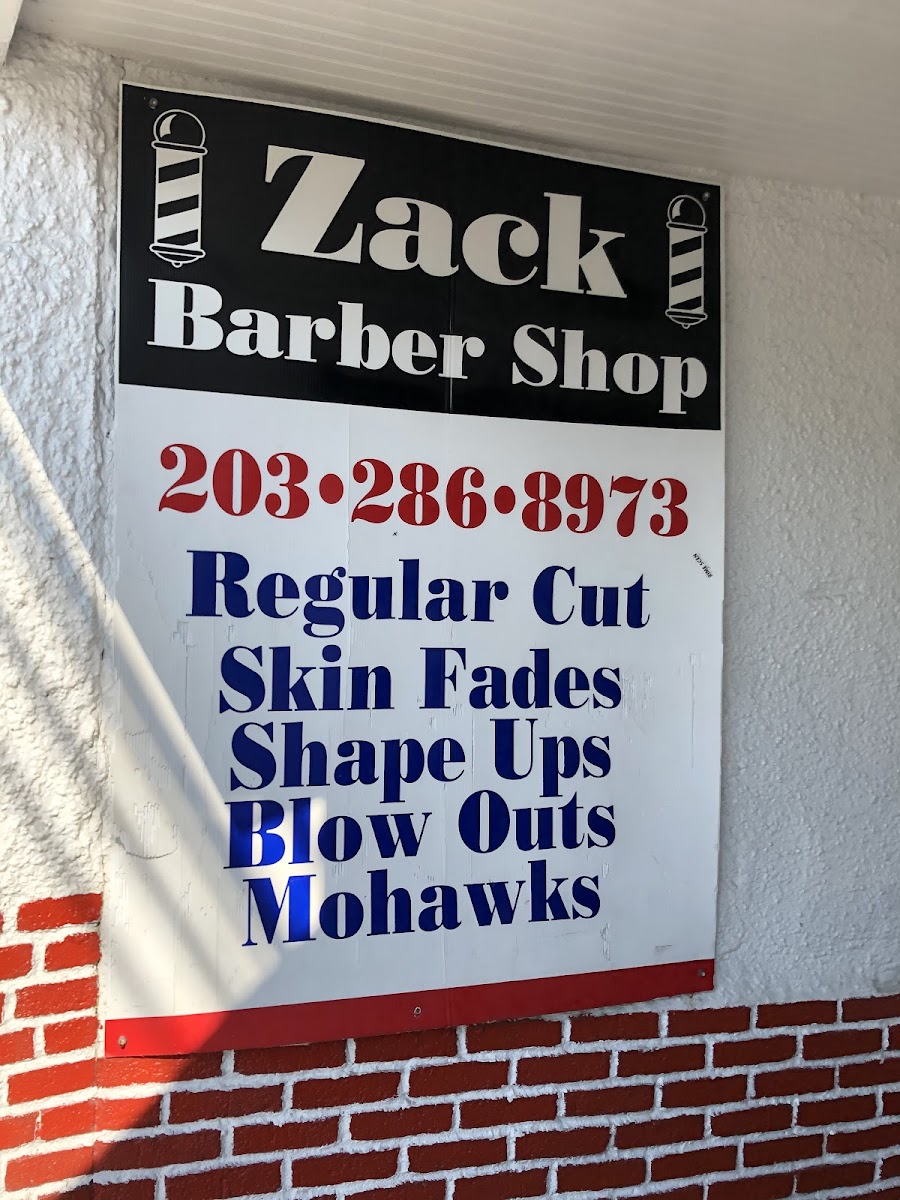 Zack
Barber Shop
203•286•8973
Regular Cut
Skin Fades
Shape Ups
Blow Outs
Mohawks